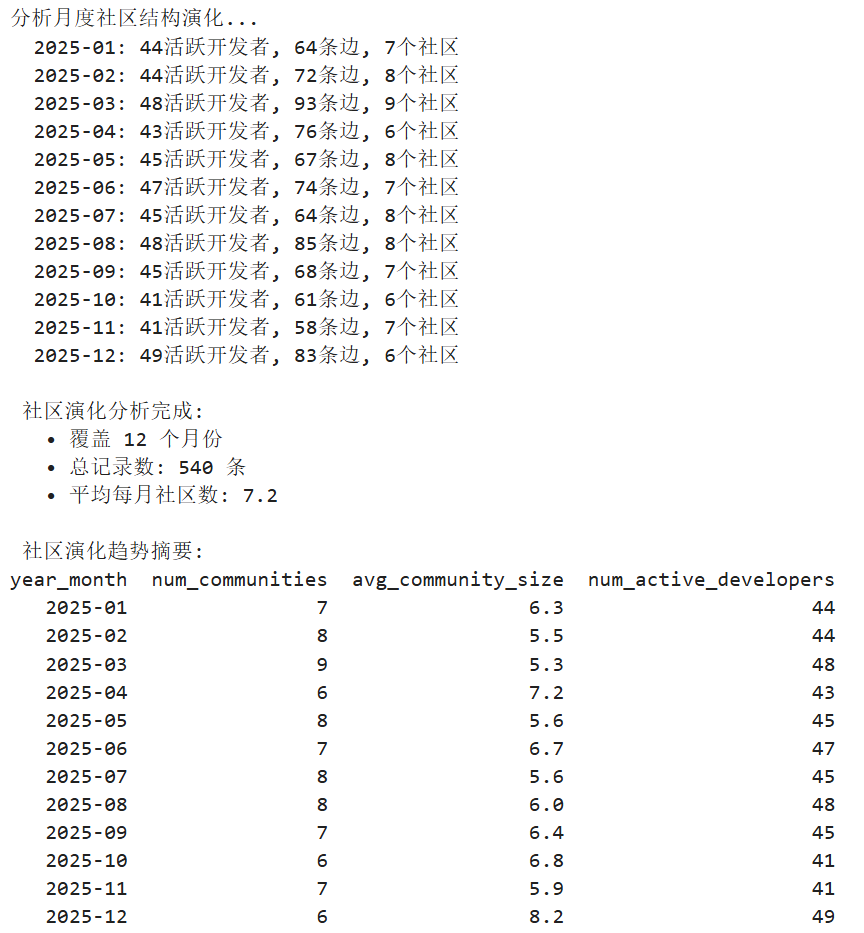 分析月度社区结构演化...
2025-01: 44活跃开发者, 64条边, 7个社区
2025-02: 44活跃开发者, 72条边, 8个社区
2025-03: 48活跃开发者, 93条边, 9个社区
2025-04: 43活跃开发者, 76条边, 6个社区
2025-05: 45活跃开发者, 67条边, 8个社区
2025-06: 47活跃开发者, 74条边, 7个社区
2025-07: 45活跃开发者, 64条边, 8个社区
2025-08: 48活跃开发者, 85条边, 8个社区
2025-09: 45活跃开发者, 68条边, 7个社区
2025-10: 41活跃开发者, 61条边, 6个社区
2025-11: 41活跃开发者, 58条边, 7个社区
2025-12: 49活跃开发者, 83条边, 6个社区
社区演化分析完成:
• 覆盖 12 个月份
• 总记录数: 540 条
• 平均每月社区数: 7.2
社区演化趋势摘要:
year_month num_communities avg_community_size num_active_developers
2025-01 7 6.3 44
2025-02 8 5.5 44
2025-03 9 5.3 48
2025-04 6 7.2 43
2025-05 8 5.6 45
2025-06 7 6.7 47
2025-07 8 5.6 45
2025-08 8 6.0 48
2025-09 7 6.4 45
2025-10 6 6.8 41
2025-11 7 5.9 41
2025-12 6 8.2 49